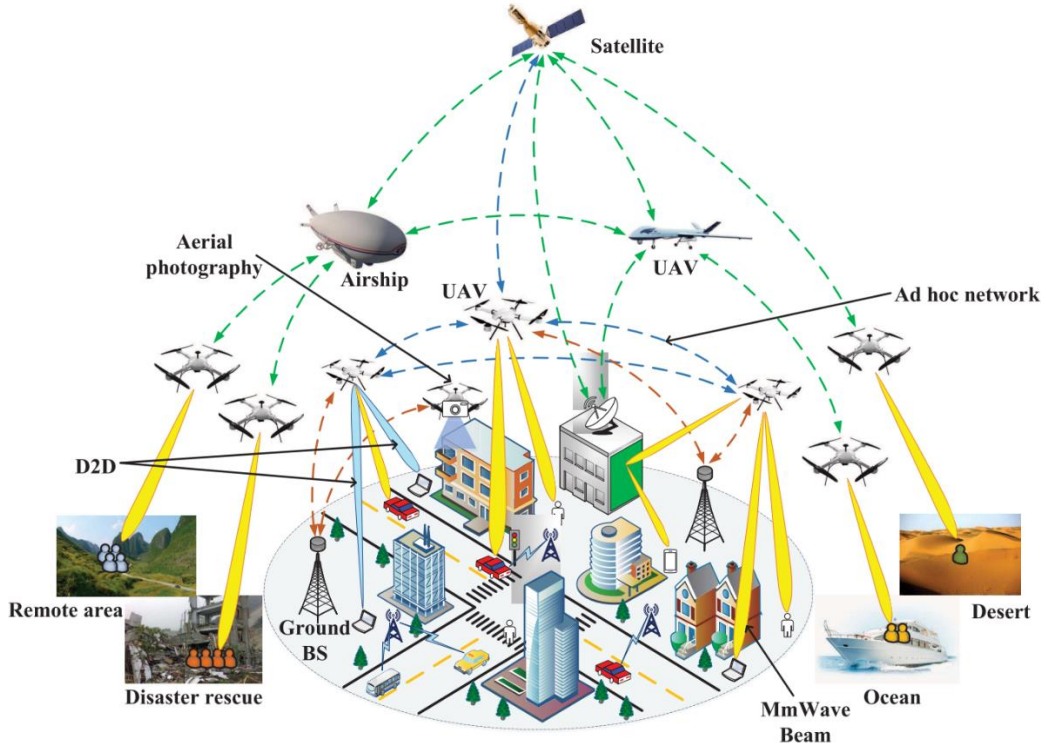 Satellite
Aerial
photography
Airship
UAV
UAV
Ad hoc network
D2D
Remote area
Ground
BS
Disaster rescue
Desert
Ocean
MmWave
Beam